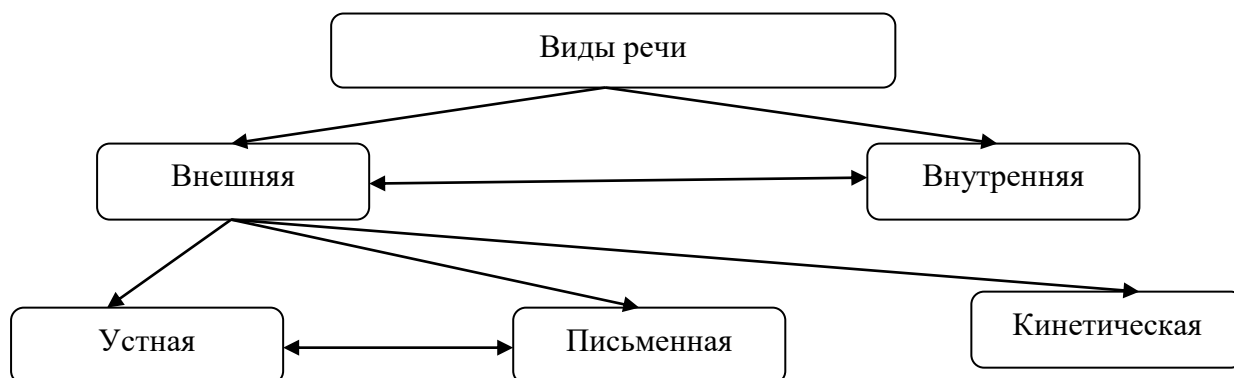 Виды речи
Внешняя
Внутренняя
Устная
Письменная
Кинетическая